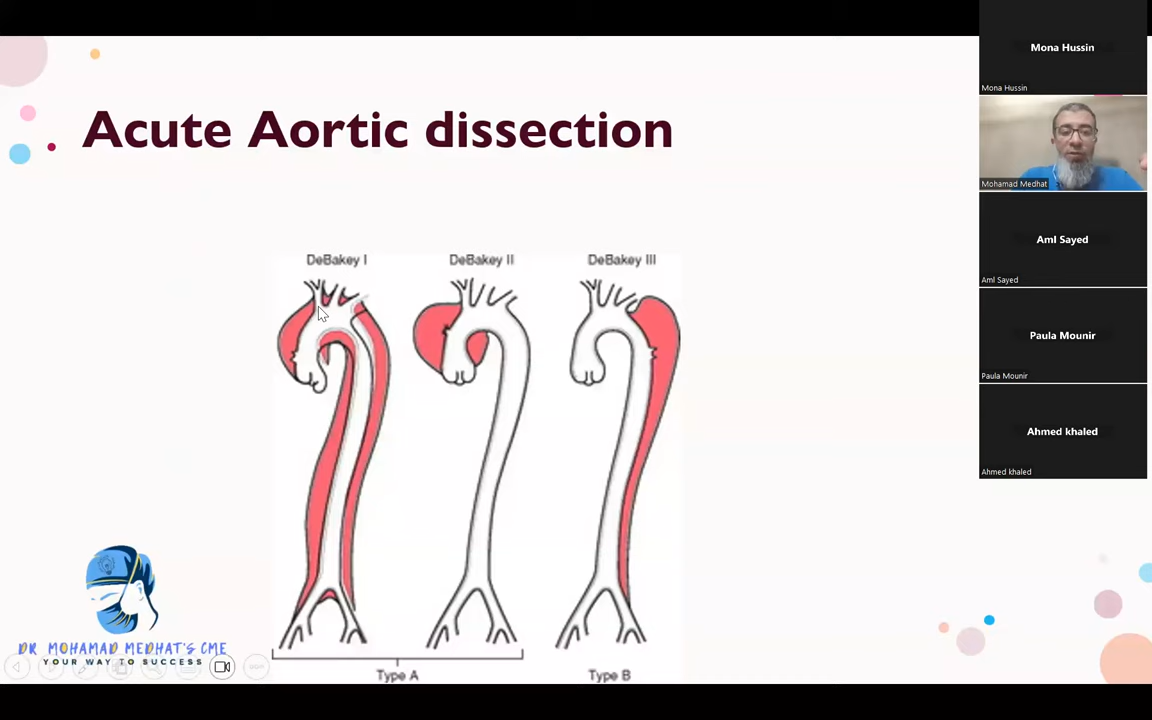 Acute Aortic dissection
DeBakey I
DeBakey II
DeBakey III
Type A
Type B
DR MOHAMAD MEDHAT'S CME
YOUR WAY TO SUCCESS
Mona Hussin
Mona Hussin
Mohamad Medhat
Aml Sayed
Aml Sayed
Paula Mounir
Paula Mounir
Ahmed khaled
Ahmed khaled